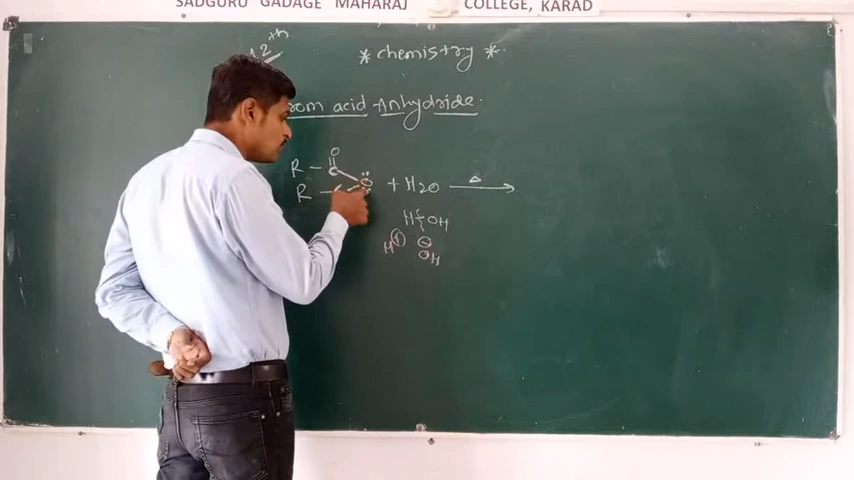 SADGURU GADAGE MAHARAJ COLLEGE, KARAD
12th
* chemistry *
rom acid Anhydride.
O
R - C
O + H2O Δ
R -
H OH
H + -
OH